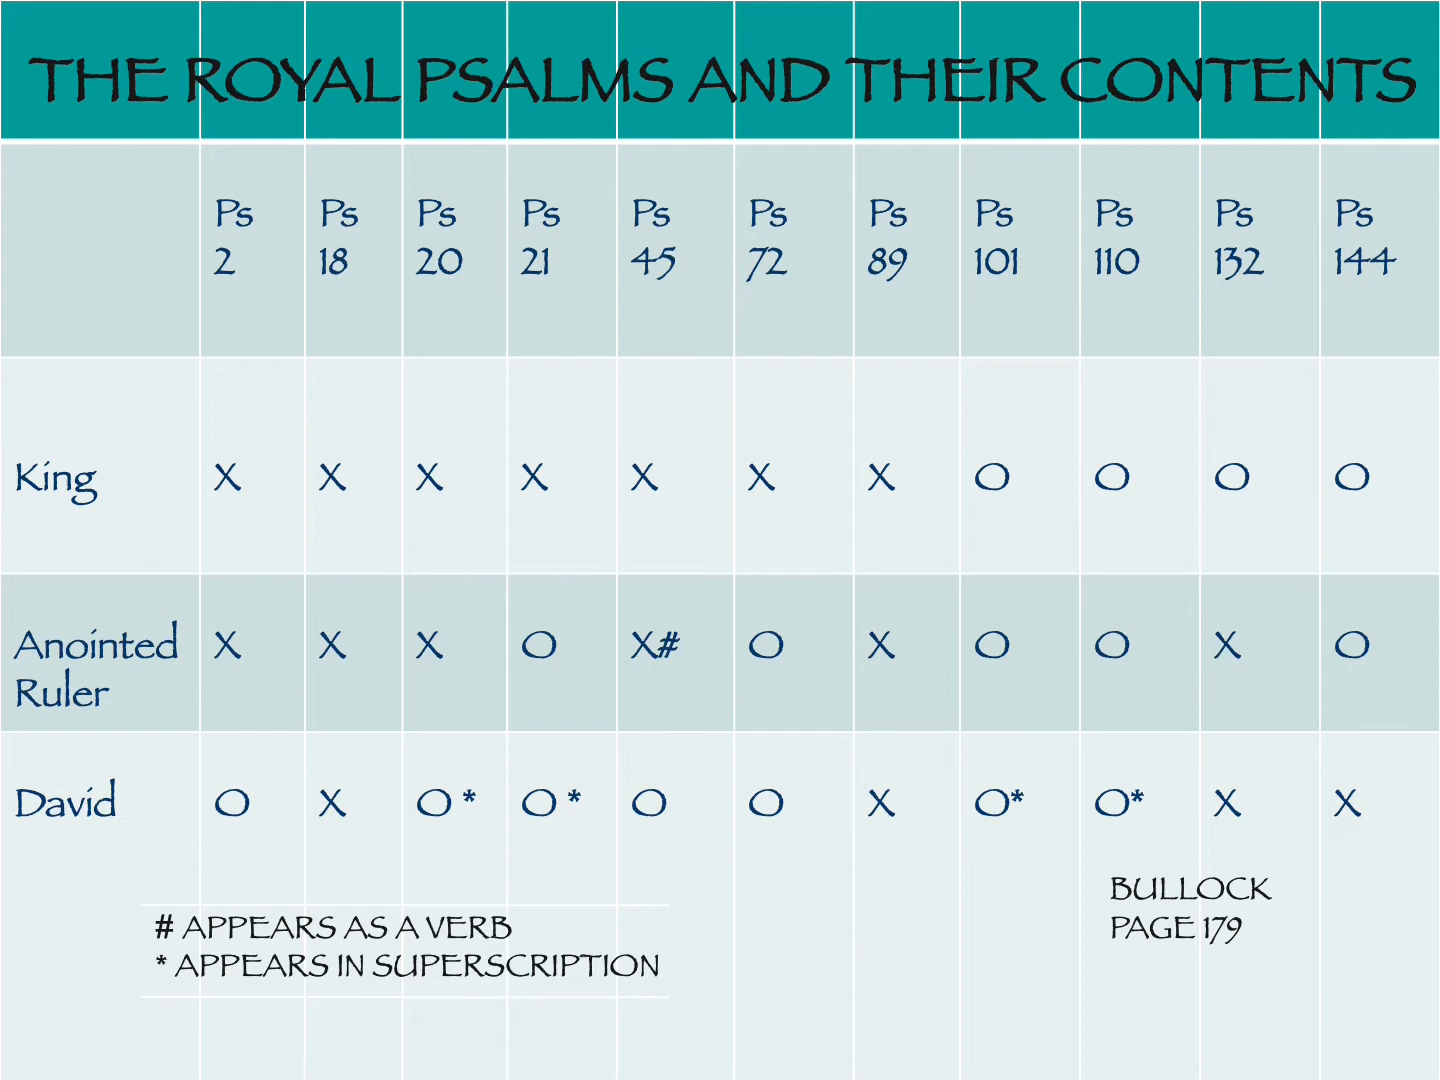 THE ROYAL PSALMS AND THEIR CONTENTS
Ps Ps Ps Ps Ps Ps Ps Ps Ps Ps Ps
2 18 20 21 45 72 89 101 110 132 144
King X X X X X X X O O O O
Anointed X X X O X# O X O O X O
Ruler
David O X O * O * O O X O* O* X X
BULLOCK
PAGE 179
# APPEARS AS A VERB
* APPEARS IN SUPERSCRIPTION